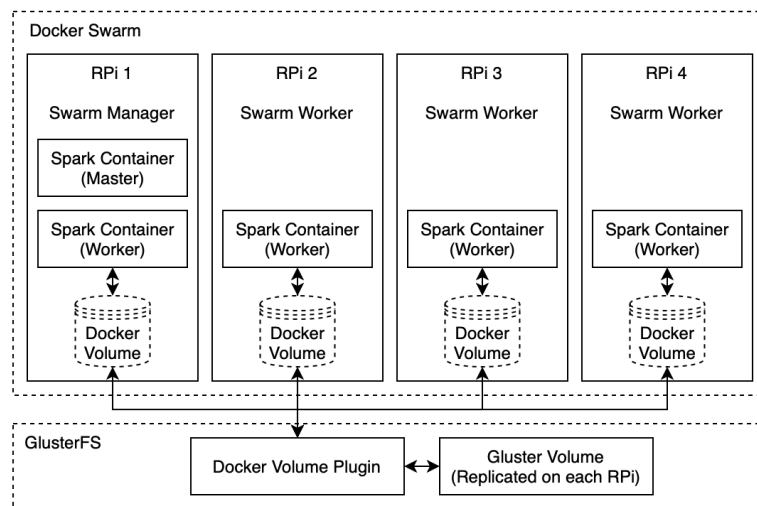 Docker Swarm
RPi 1
Swarm Manager
Spark Container
(Master)
Spark Container
(Worker)
Docker
Volume
RPi 2
Swarm Worker
Spark Container
(Worker)
Docker
Volume
RPi 3
Swarm Worker
Spark Container
(Worker)
Docker
Volume
RPi 4
Swarm Worker
Spark Container
(Worker)
Docker
Volume
GlusterFS
Docker Volume Plugin
Gluster Volume
(Replicated on each RPi)